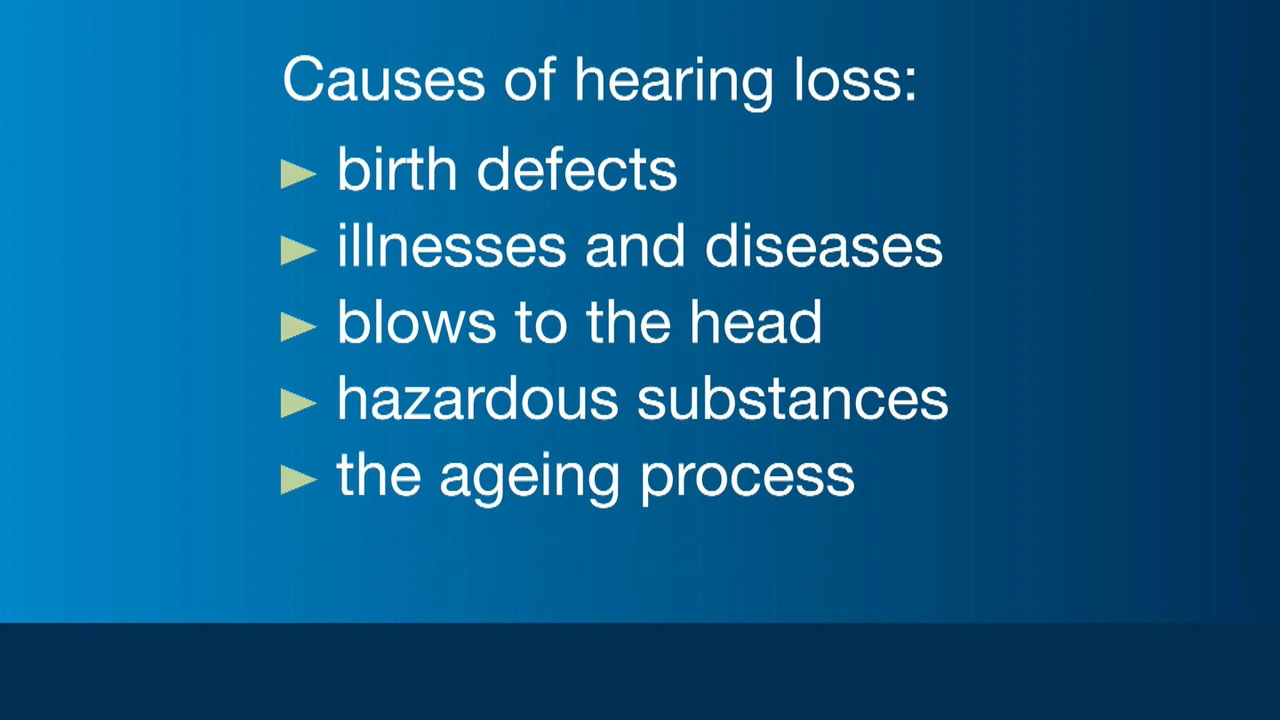 Causes of hearing loss:
birth defects
illnesses and diseases
blows to the head
hazardous substances
the ageing process